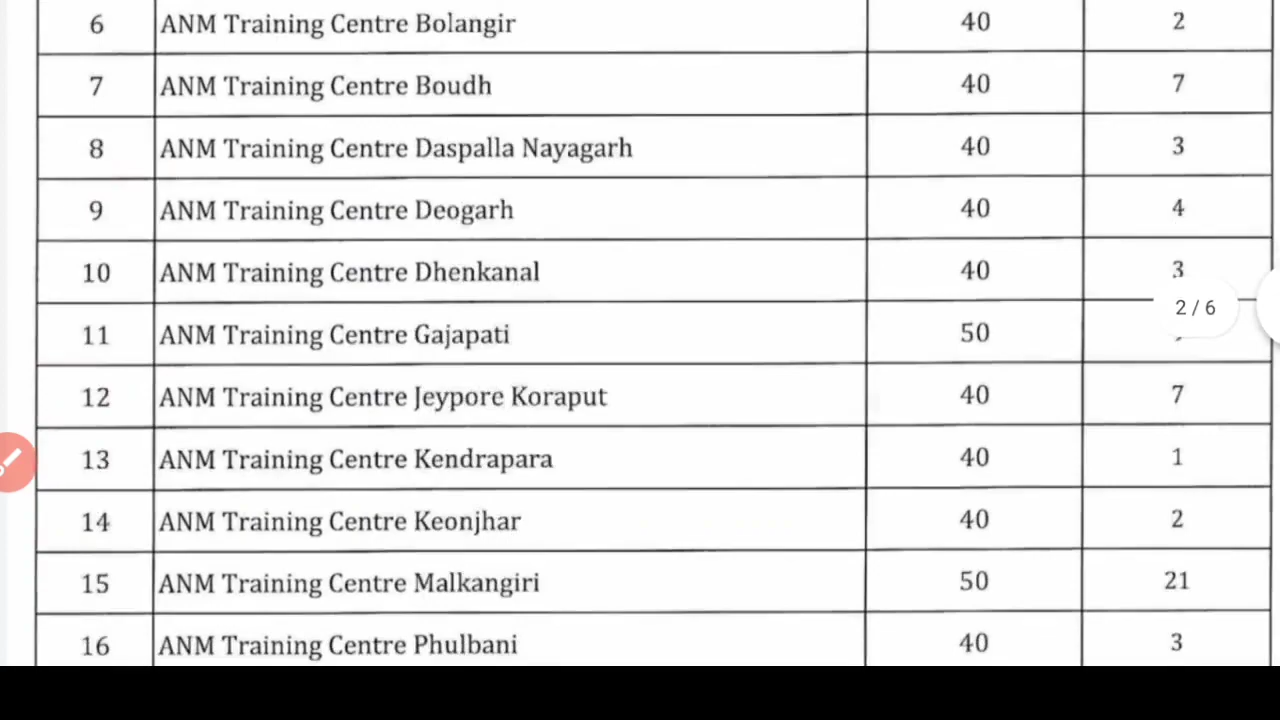 6 ANM Training Centre Bolangir 40 2
7 ANM Training Centre Boudh 40 7
8 ANM Training Centre Daspalla Nayagarh 40 3
9 ANM Training Centre Deogarh 40 4
10 ANM Training Centre Dhenkanal 40 3
2 / 6
11 ANM Training Centre Gajapati 50
12 ANM Training Centre Jeypore Koraput 40 7
13 ANM Training Centre Kendrapara 40 1
14 ANM Training Centre Keonjhar 40 2
15 ANM Training Centre Malkangiri 50 21
16 ANM Training Centre Phulbani 40 3